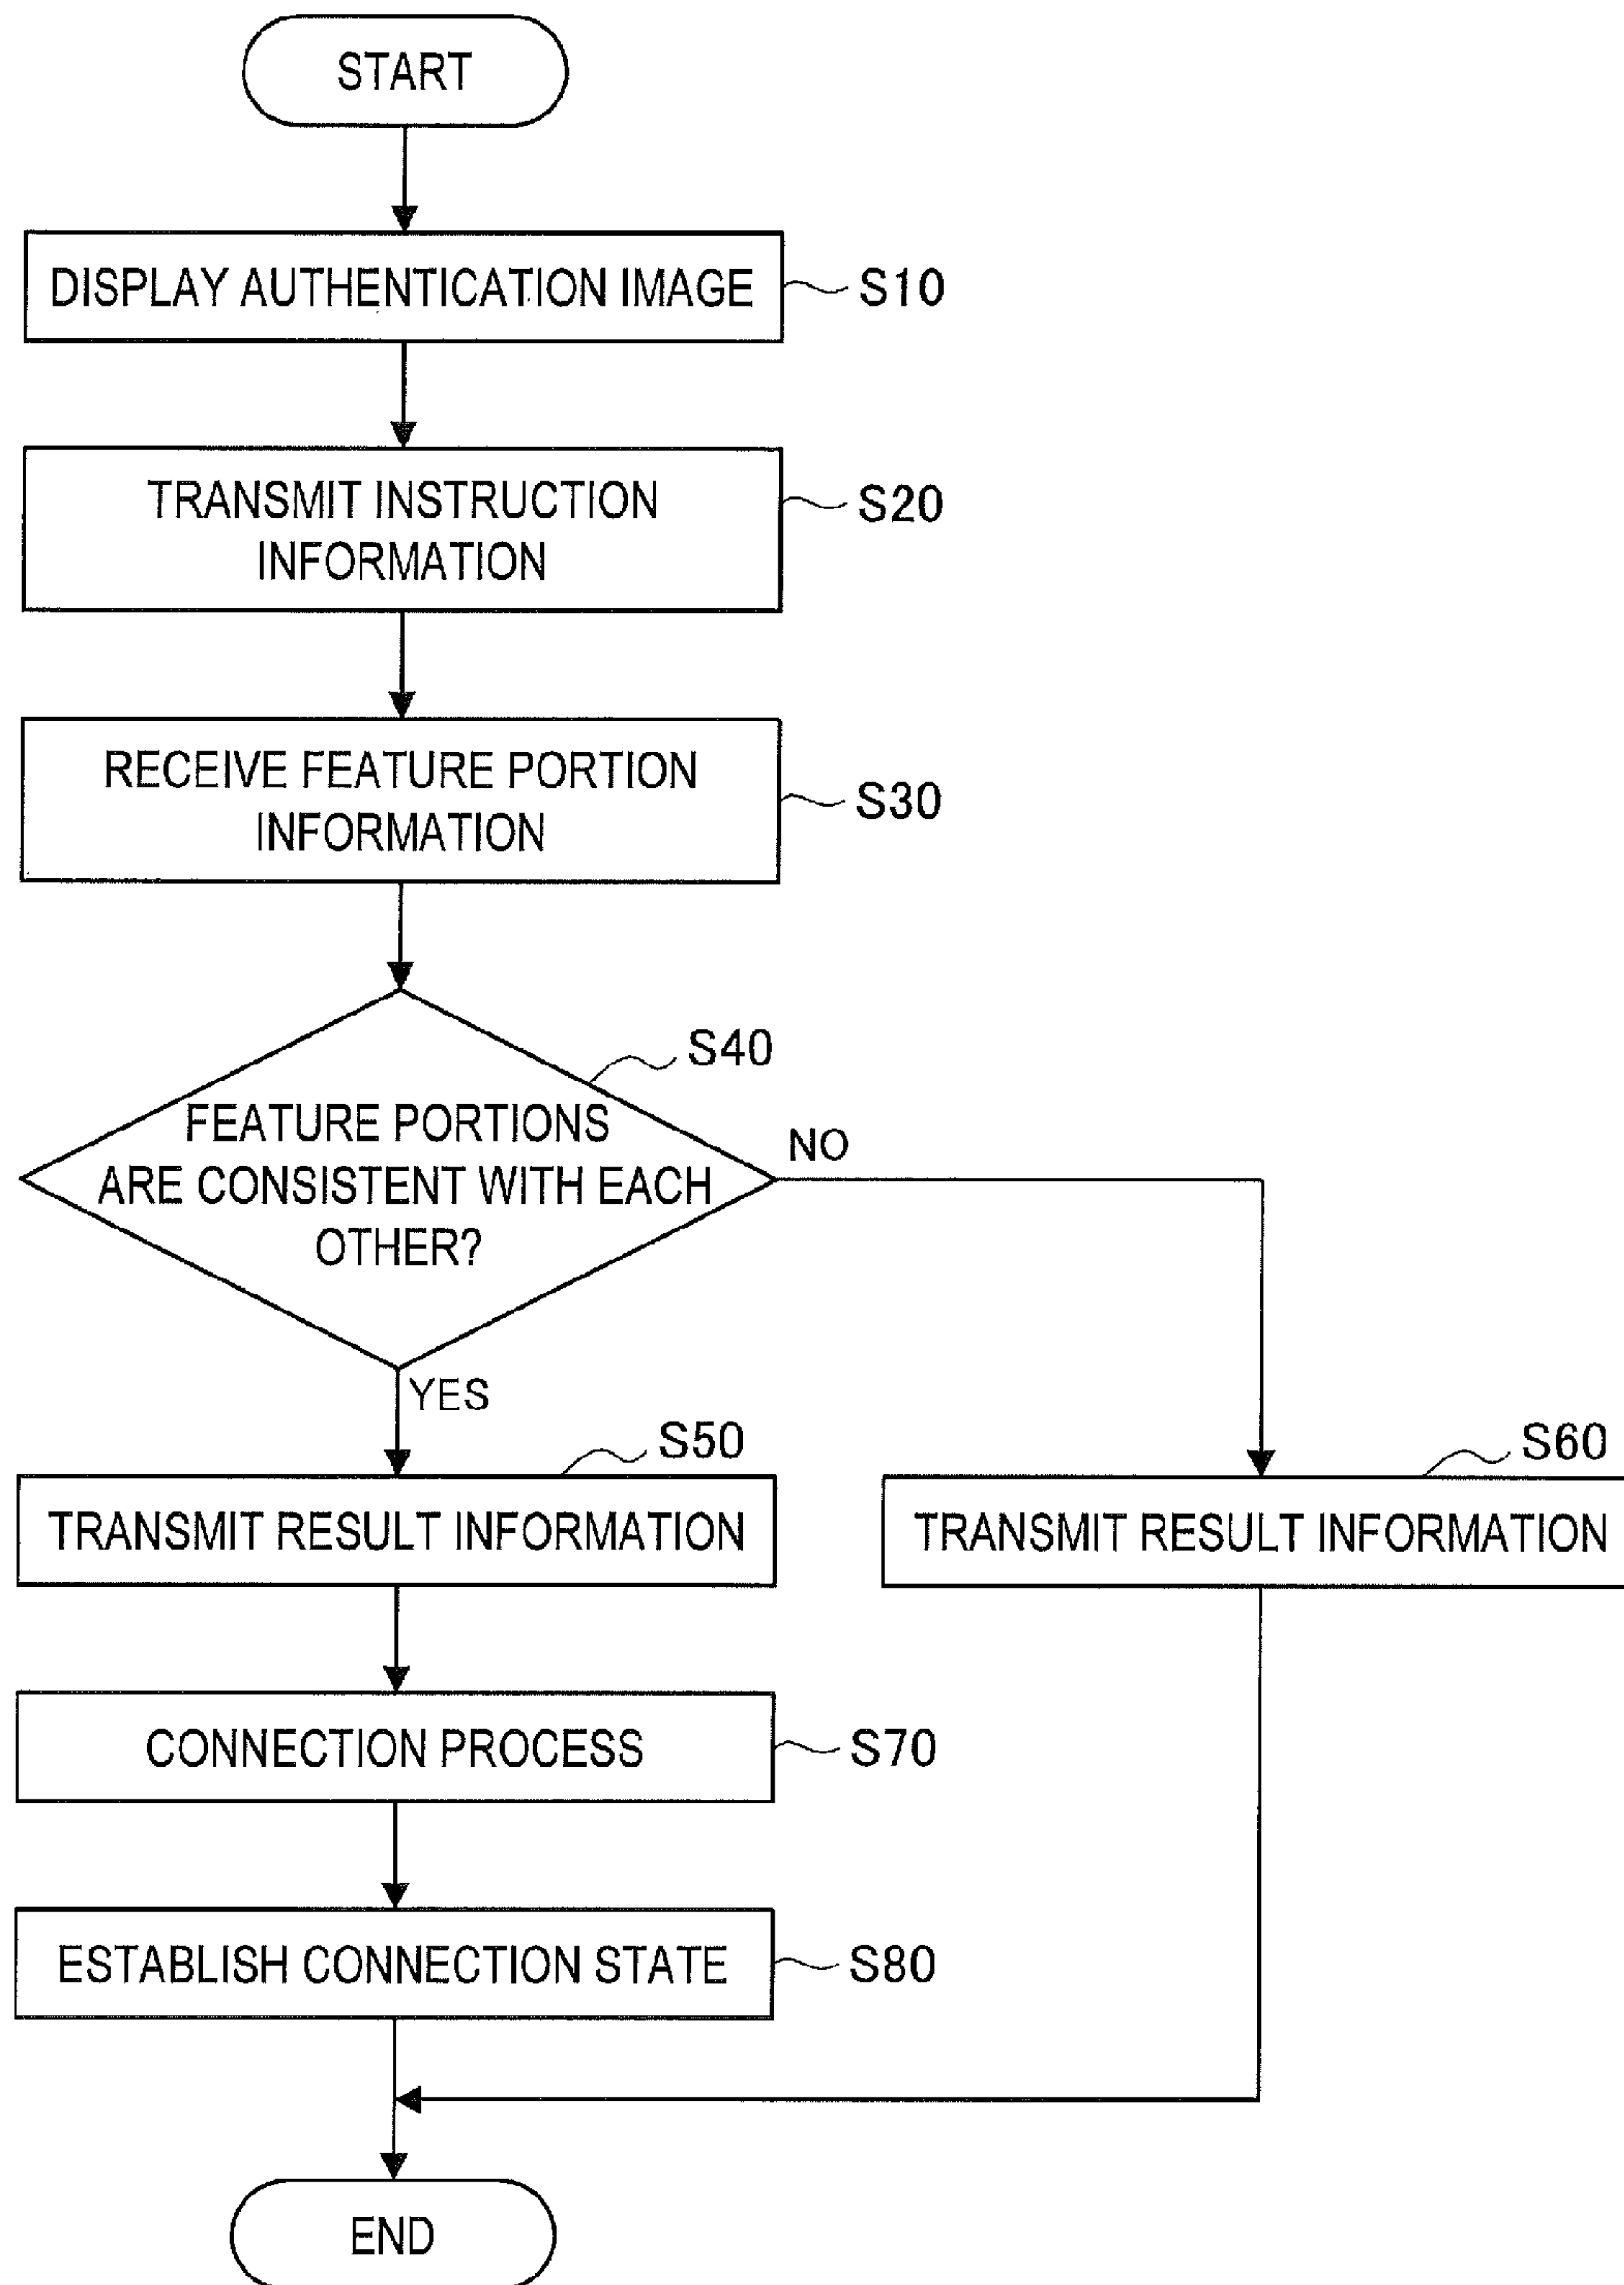 START
DISPLAY AUTHENTICATION IMAGE
S10
TRANSMIT INSTRUCTION
INFORMATION
S20
RECEIVE FEATURE PORTION
INFORMATION
S30
S40
FEATURE PORTIONS
ARE CONSISTENT WITH EACH
OTHER?
NO
YES
S50
TRANSMIT RESULT INFORMATION
S60
TRANSMIT RESULT INFORMATION
CONNECTION PROCESS
S70
ESTABLISH CONNECTION STATE
S80
END